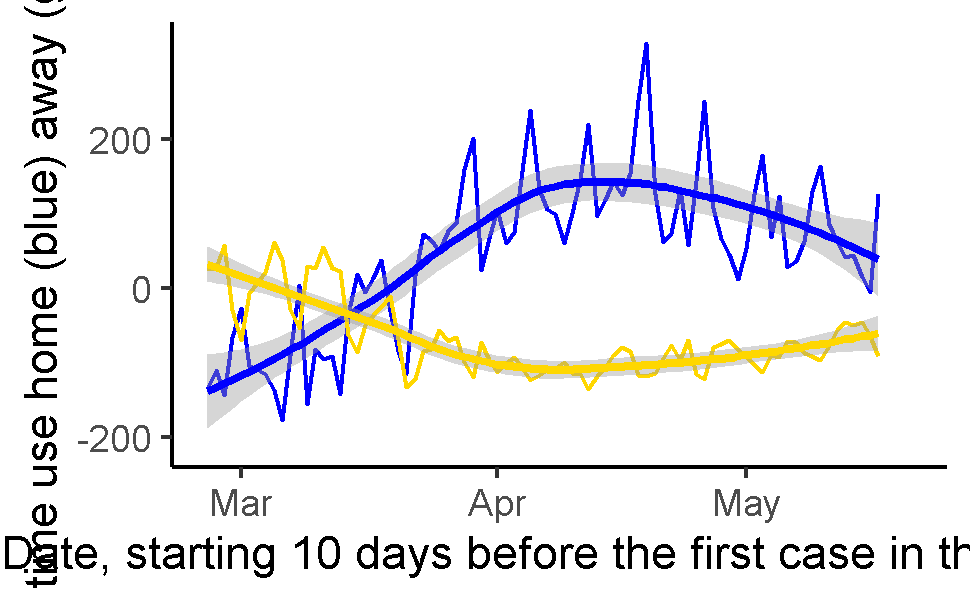 time use home (blue) away (
200
0
-200
Mar Apr May
Date, starting 10 days before the first case in th